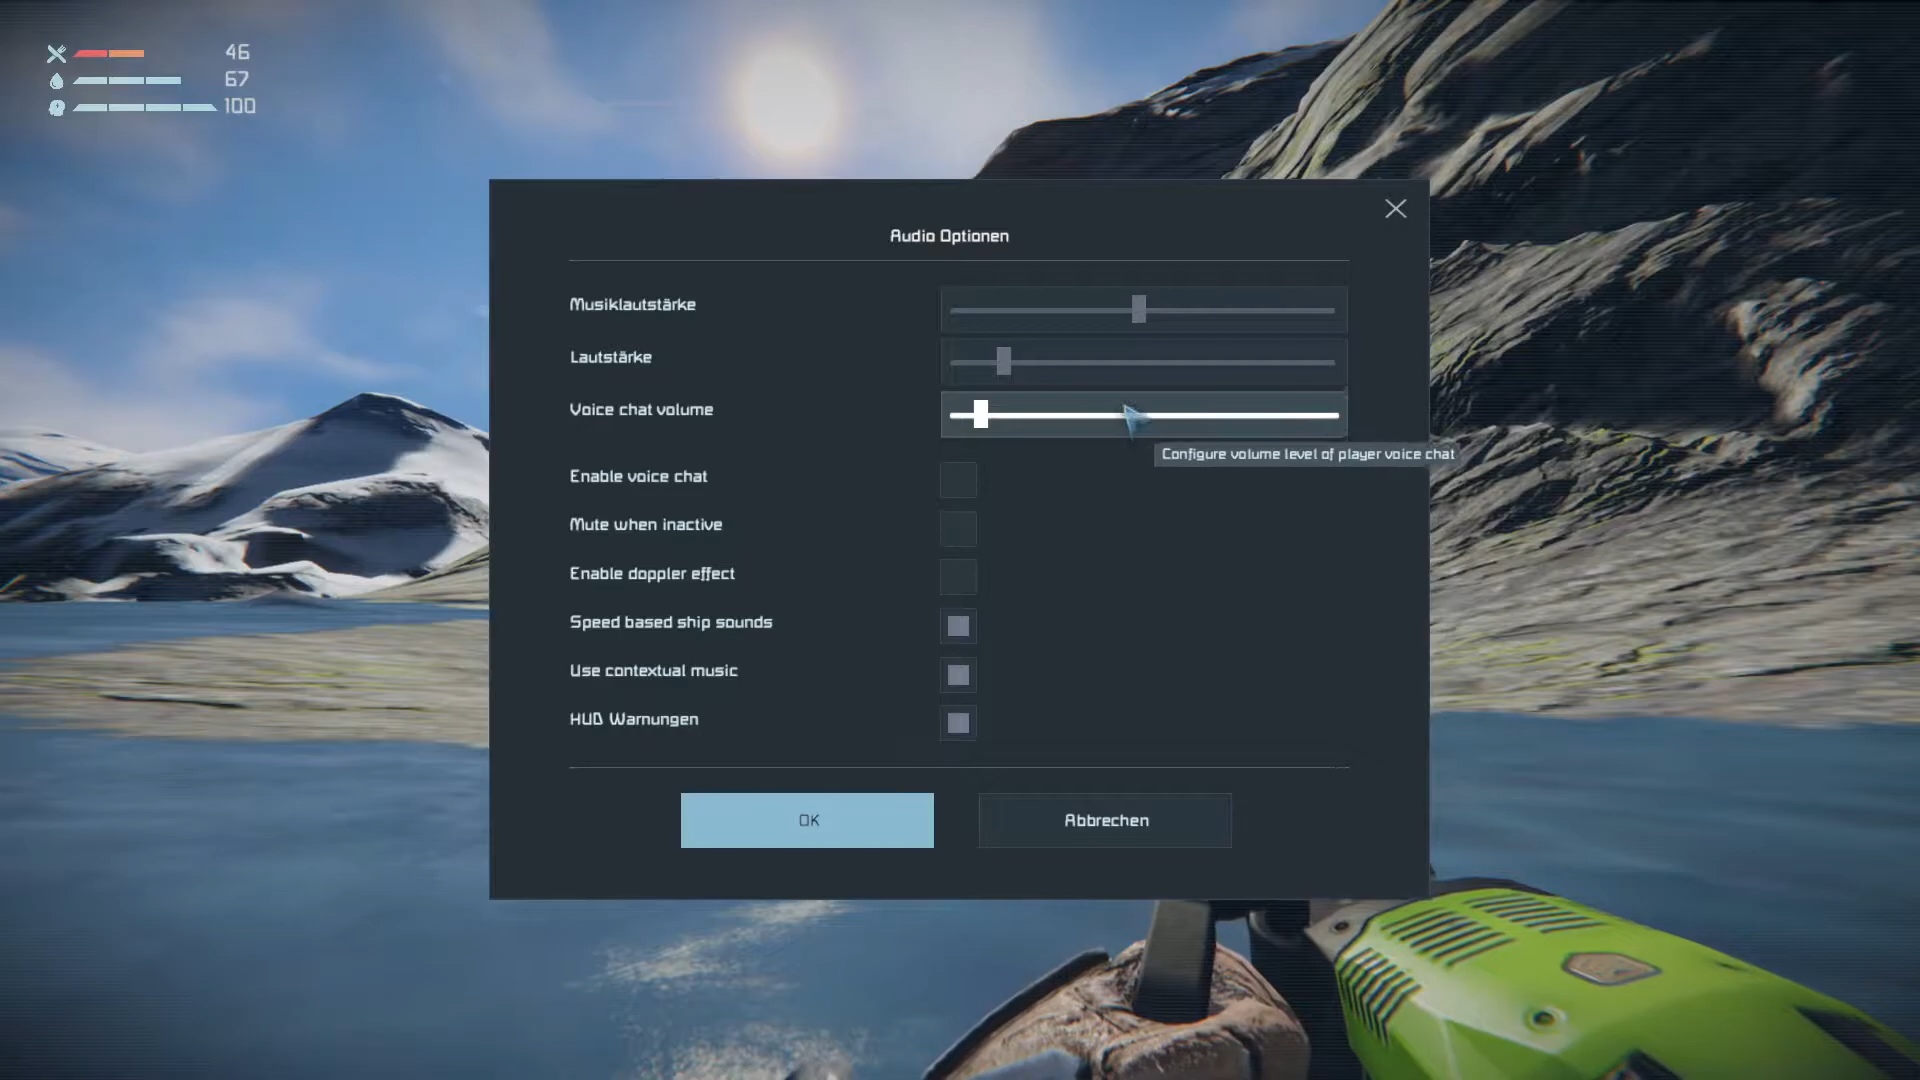 46
67
100
Audio Optionen
Musiklautstärke
Lautstärke
Voice chat volume
Configure volume level of player voice chat
Enable voice chat
Mute when inactive
Enable doppler effect
Speed based ship sounds
Use contextual music
HUD Warnungen
OK
Abbrechen